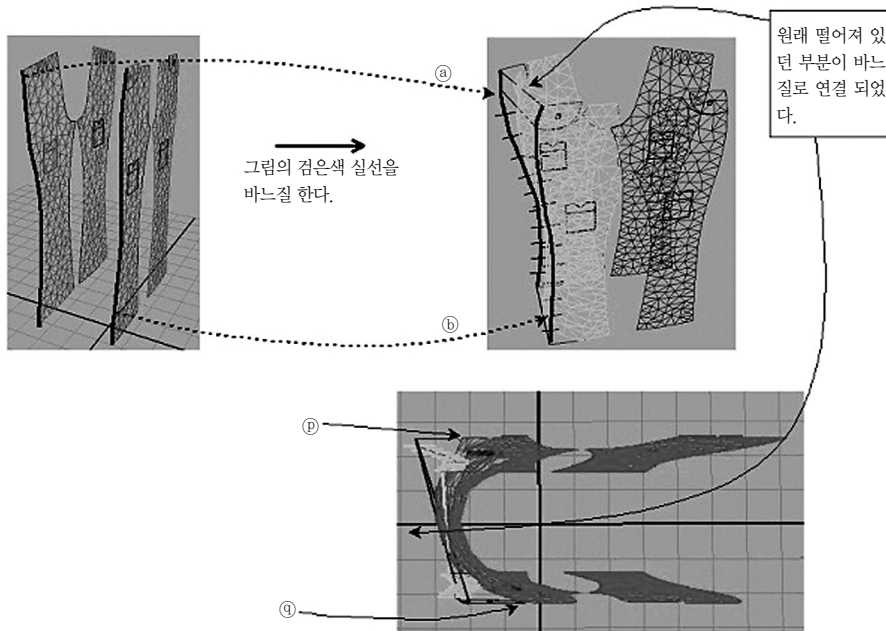 원래 떨어져 있
던 부분이 바느
질로 연결 되었
다.
ⓐ
그림의 검은색 실선을
바느질 한다.
ⓑ
ⓟ
ⓠ